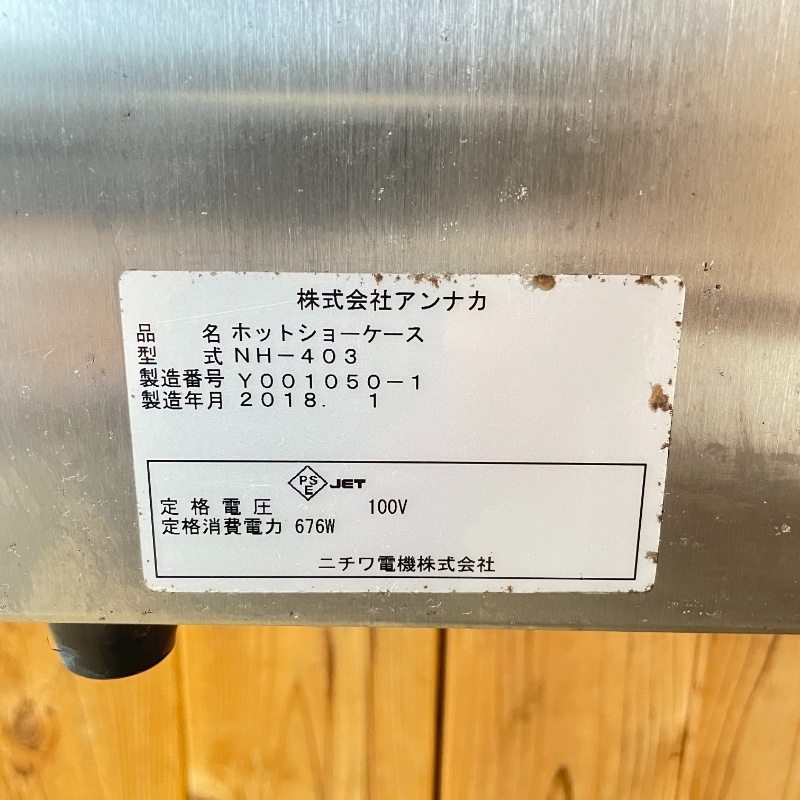 株式会社アンナカ
品　　名 ホットショーケース
型　　式 NH-403
製造番号 Y001050-1
製造年月 2018.　1
PSE JET
定格電圧　　100V
定格消費電力 676W
ニチワ電機株式会社